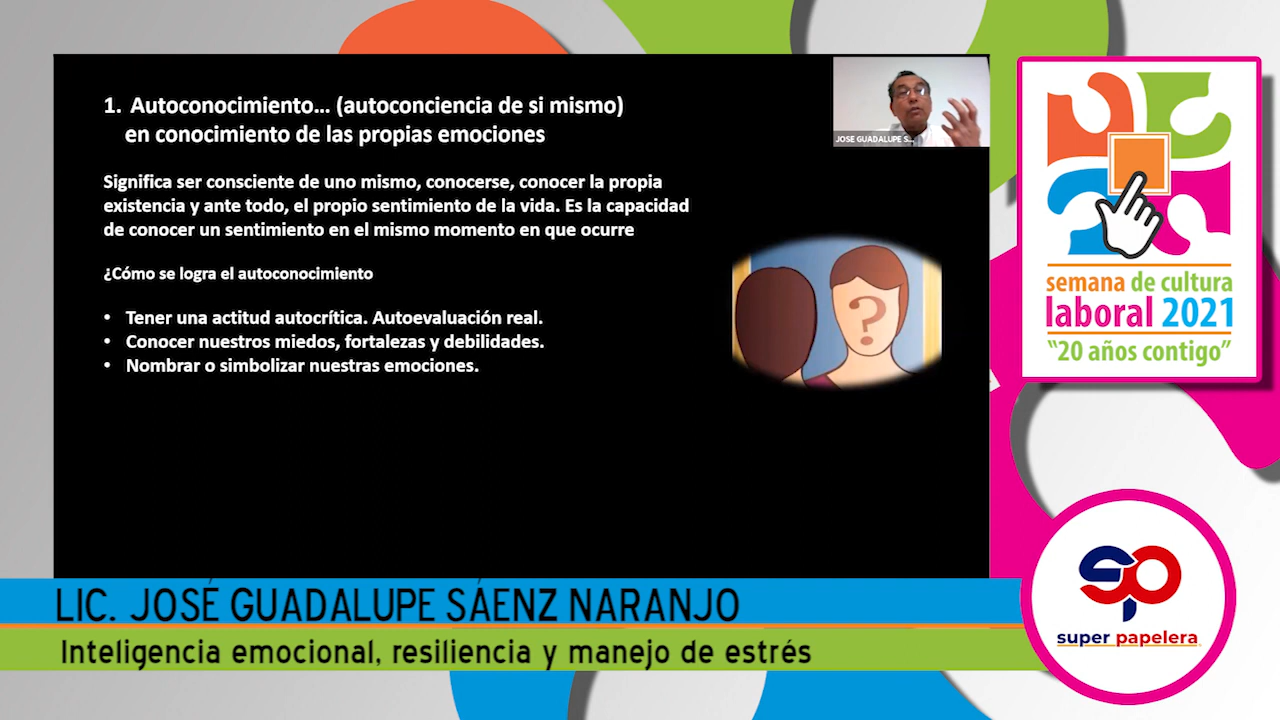 1. Autoconocimiento... (autoconciencia de si mismo)
en conocimiento de las propias emociones
Significa ser consciente de uno mismo, conocerse, conocer la propia
existencia y ante todo, el propio sentimiento de la vida. Es la capacidad
de conocer un sentimiento en el mismo momento en que ocurre
¿Cómo se logra el autoconocimiento
• Tener una actitud autocrítica. Autoevaluación real.
• Conocer nuestros miedos, fortalezas y debilidades.
• Nombrar o simbolizar nuestras emociones.
?
JOSE GUADALUPE S...
semana de cultura
laboral 2021
"20 años contigo"
LIC. JOSÉ GUADALUPE SÁENZ NARANJO
Inteligencia emocional, resiliencia y manejo de estrés
sp
super papelera